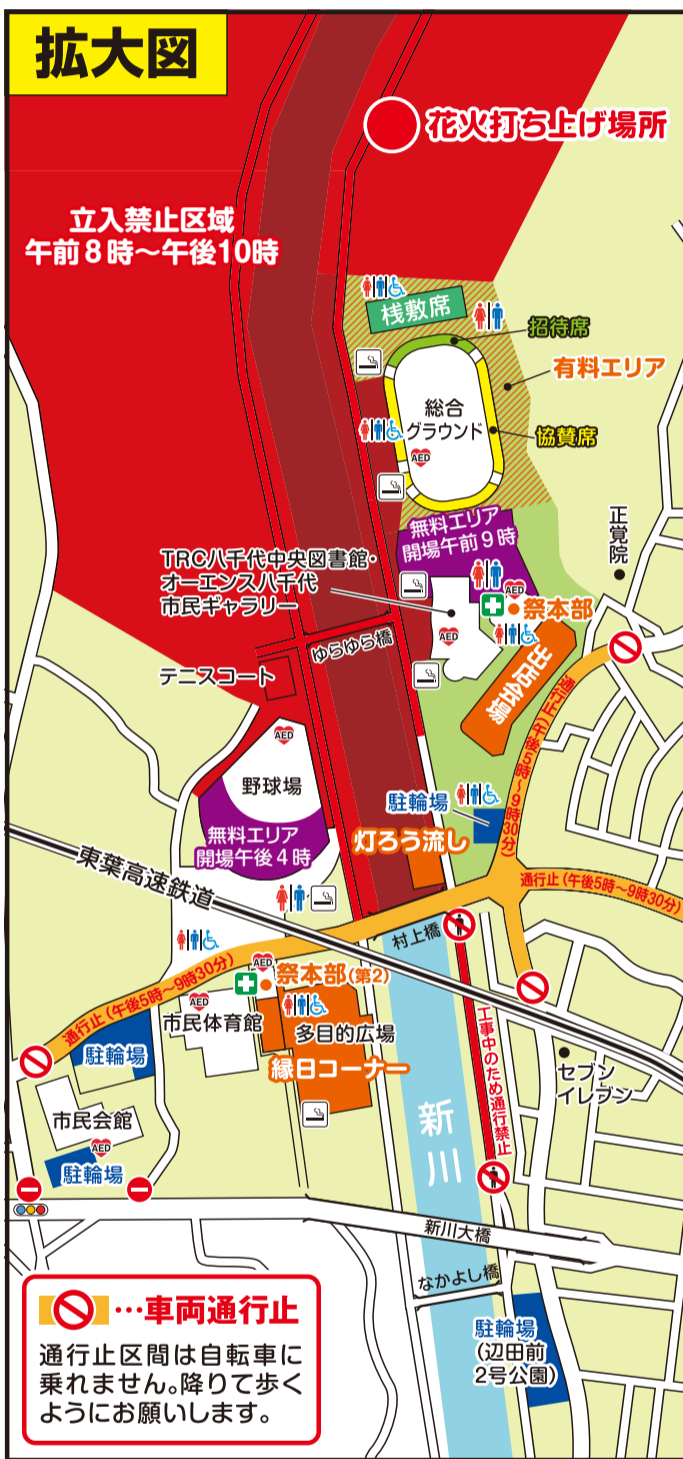 拡大図
花火打ち上げ場所
立入禁止区域
午前8時～午後10時
桟敷席
招待席
有料エリア
総合
グラウンド
協賛席
AED
無料エリア
開場午前9時
正覚院
TRC八千代中央図書館・
オーエンス八千代
市民ギャラリー
AED
祭本部
AED
ゆらゆら橋
出店会場
テニスコート
通行止(午後5時～9時30分)
AED
野球場
駐輪場
無料エリア
開場午後4時
灯ろう流し
東葉高速鉄道
通行止(午後5時～9時30分)
村上橋
通行止(午後5時～9時30分)
AED
祭本部(第2)
AED
市民体育館
多目的広場
縁日コーナー
駐輪場
工事中のため通行禁止
セブン
イレブン
市民会館
AED
駐輪場
新川
新川大橋
なかよし橋
…車両通行止
通行止区間は自転車に
乗れません。降りて歩く
ようにお願いします。
駐輪場
(辺田前
2号公園)